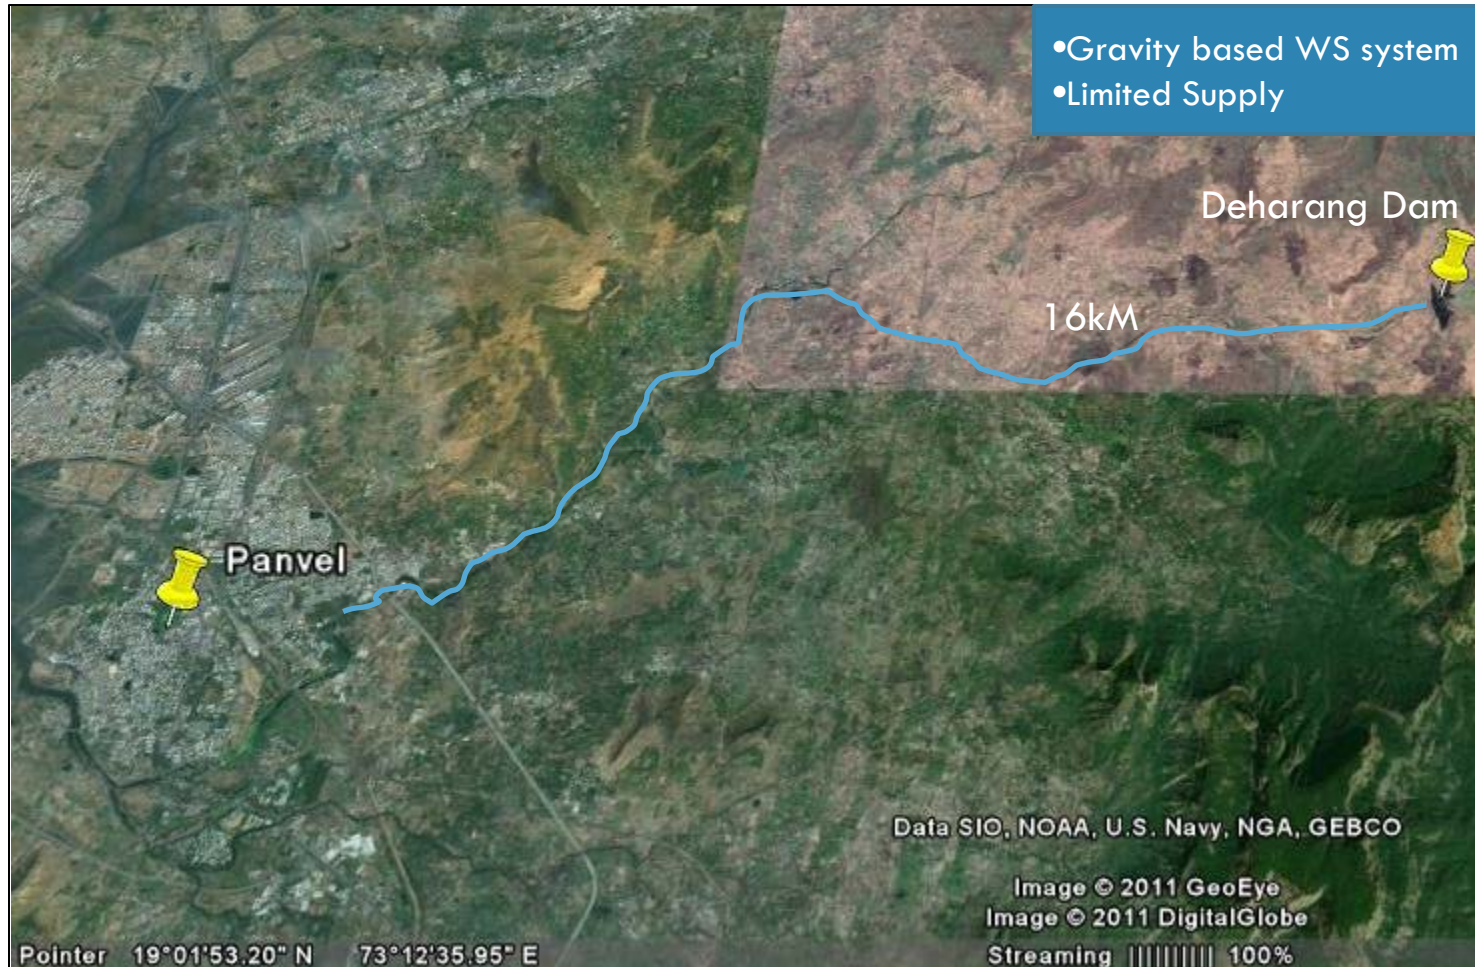 •Gravity based WS system
•Limited Supply
Deharang Dam
16kM
Panvel
Data SIO, NOAA, U.S. Navy, NGA, GEBCO
Image © 2011 GeoEye
Image © 2011 DigitalGlobe
Pointer 19°01'53.20" N 73°12'35.95" E Streaming |||||||||| 100%